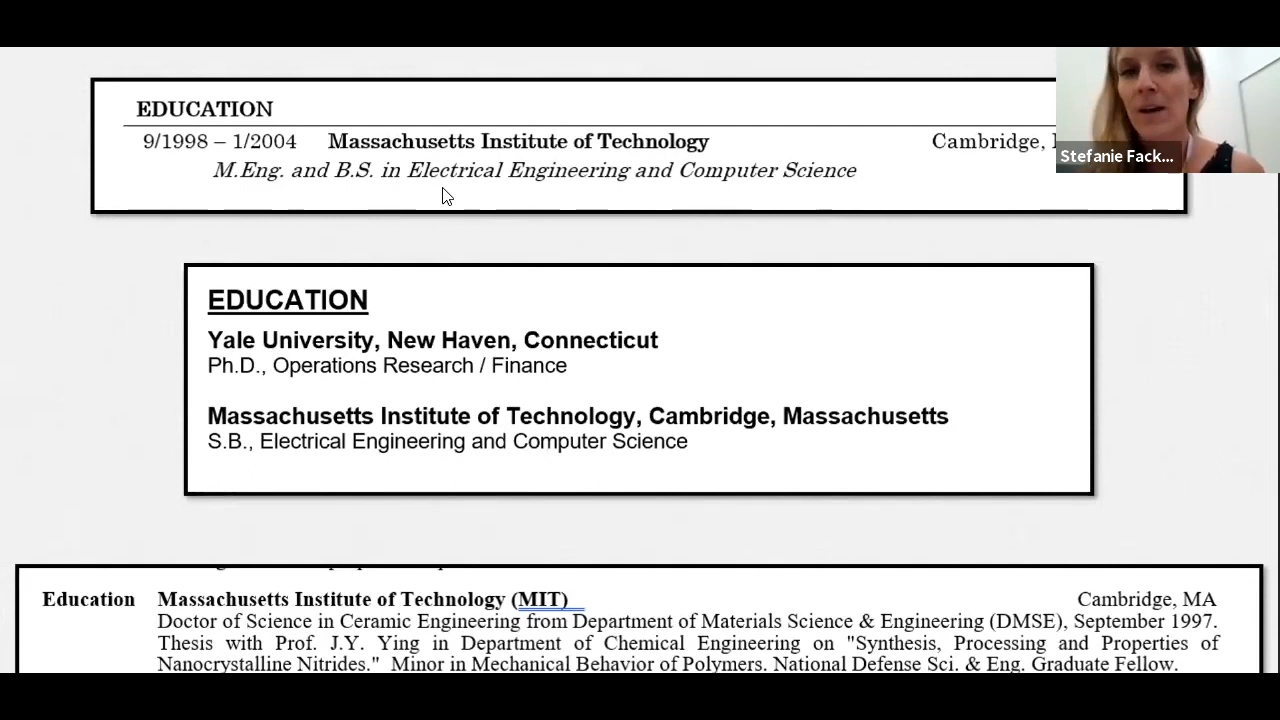 EDUCATION
9/1998 – 1/2004 Massachusetts Institute of Technology Cambridge,
M.Eng. and B.S. in Electrical Engineering and Computer Science
Stefanie Fack...
EDUCATION
Yale University, New Haven, Connecticut
Ph.D., Operations Research / Finance
Massachusetts Institute of Technology, Cambridge, Massachusetts
S.B., Electrical Engineering and Computer Science
Education Massachusetts Institute of Technology (MIT) Cambridge, MA
Doctor of Science in Ceramic Engineering from Department of Materials Science & Engineering (DMSE), September 1997.
Thesis with Prof. J.Y. Ying in Department of Chemical Engineering on "Synthesis, Processing and Properties of
Nanocrystalline Nitrides." Minor in Mechanical Behavior of Polymers. National Defense Sci. & Eng. Graduate Fellow.